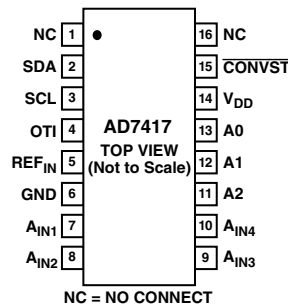 NC 1 16 NC
SDA 2 15 CONVST
SCL 3 14 VDD
OTI 4 AD7417 13 A0
REFIN 5 TOP VIEW (Not to Scale) 12 A1
GND 6 11 A2
AIN1 7 10 AIN4
AIN2 8 9 AIN3
NC = NO CONNECT